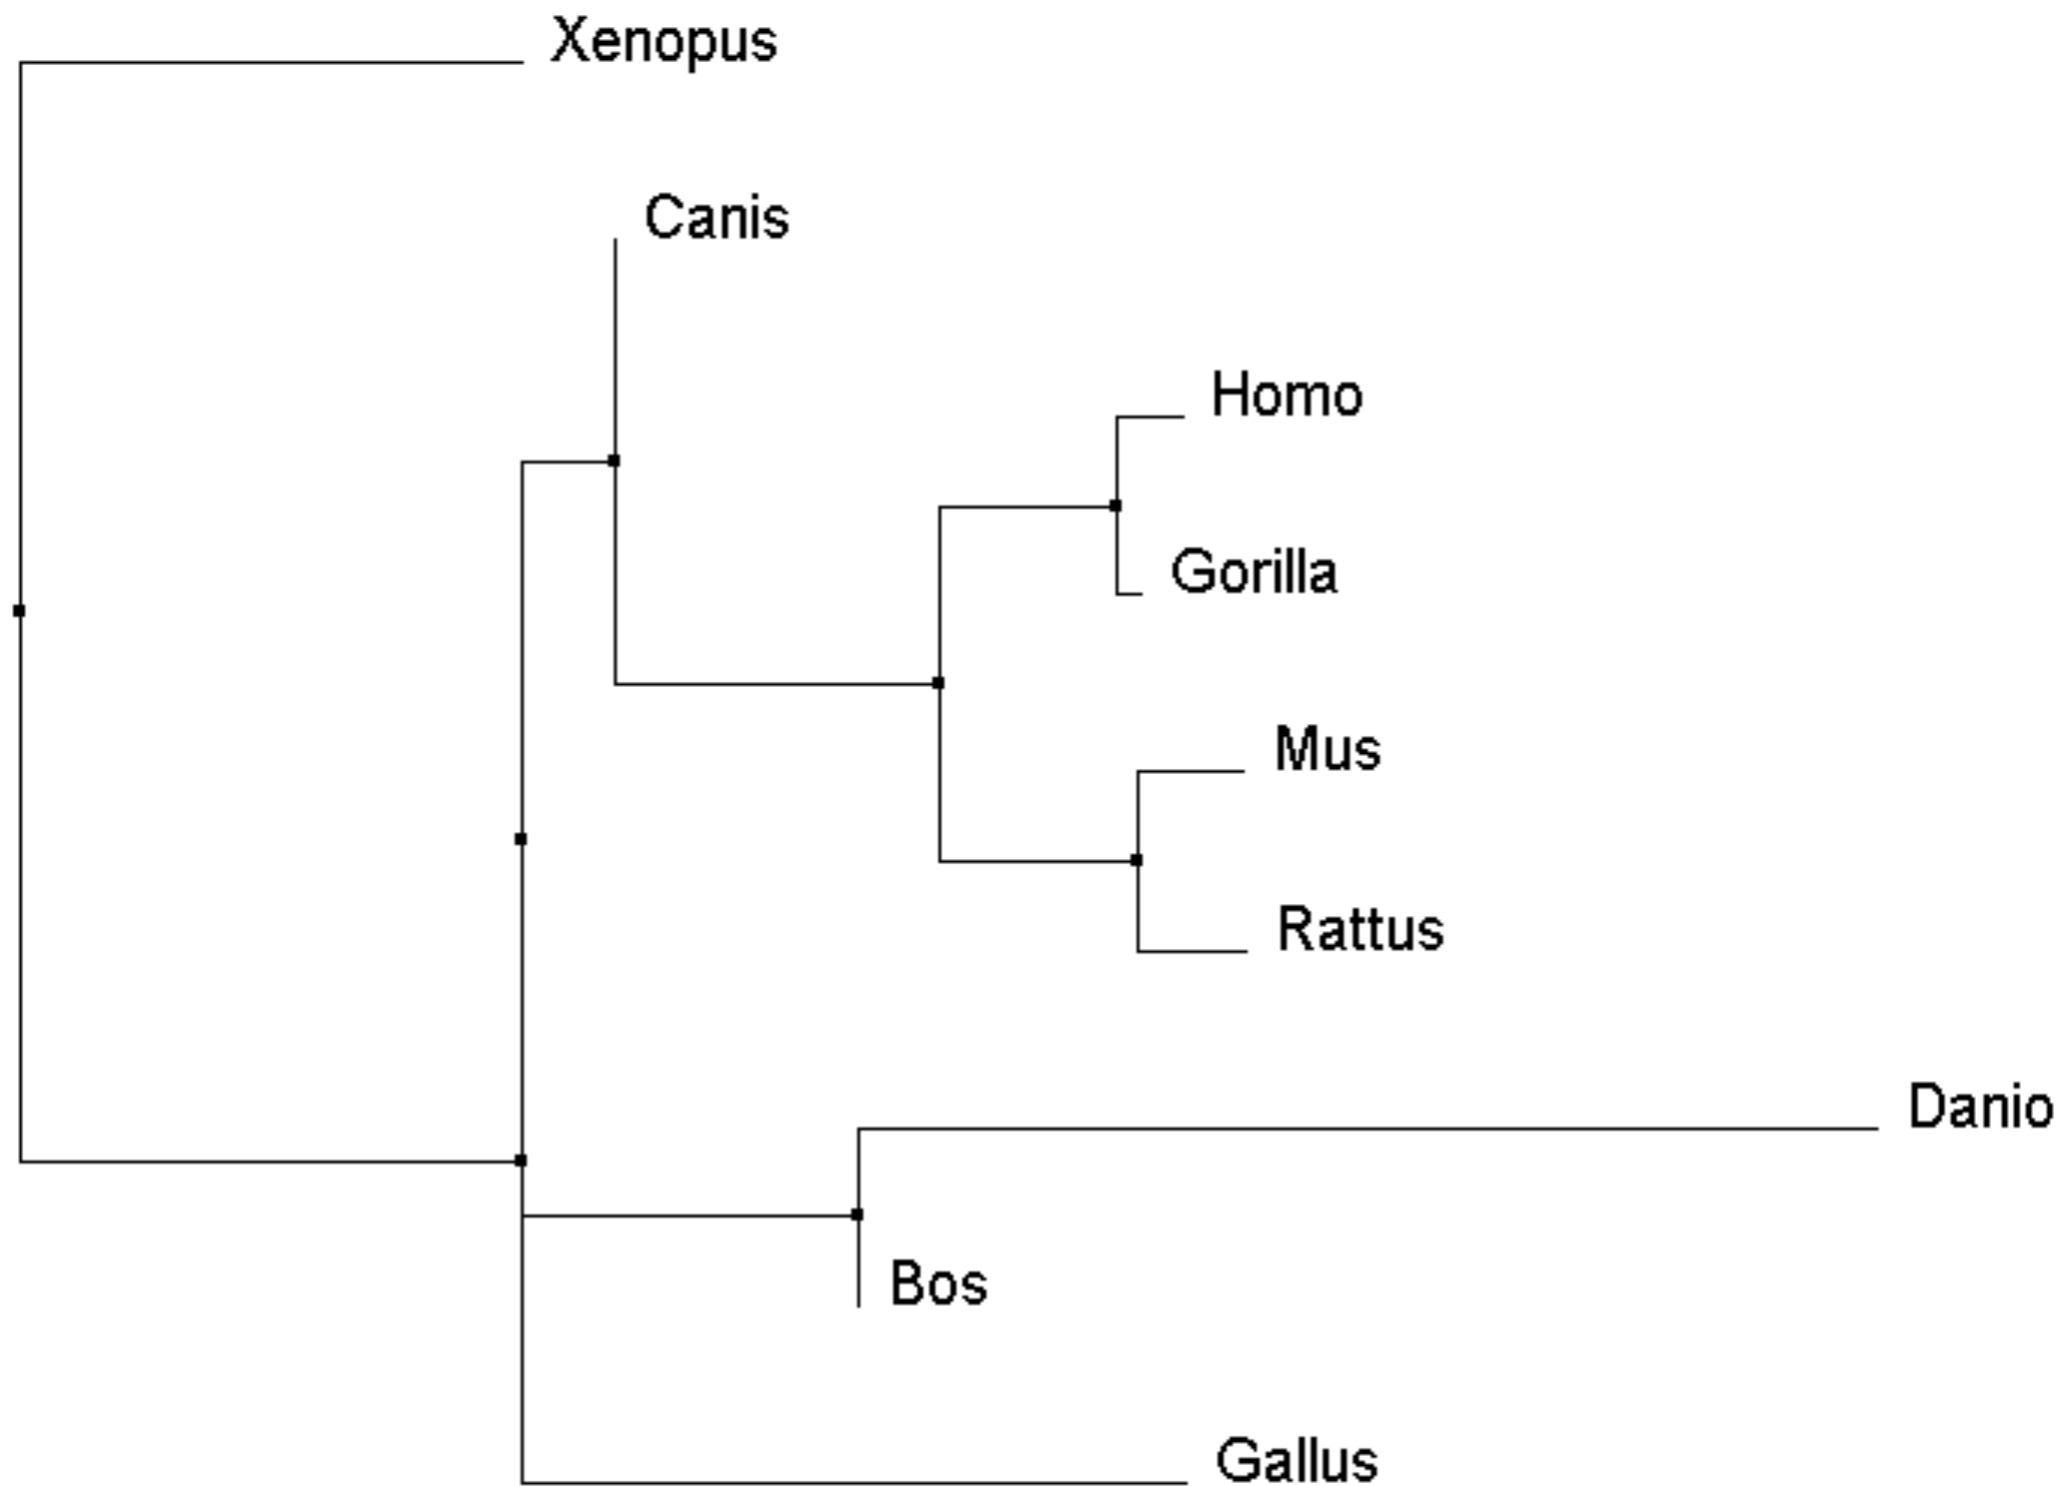 Xenopus
Canis
Homo
Gorilla
Mus
Rattus
Danio
Bos
Gallus